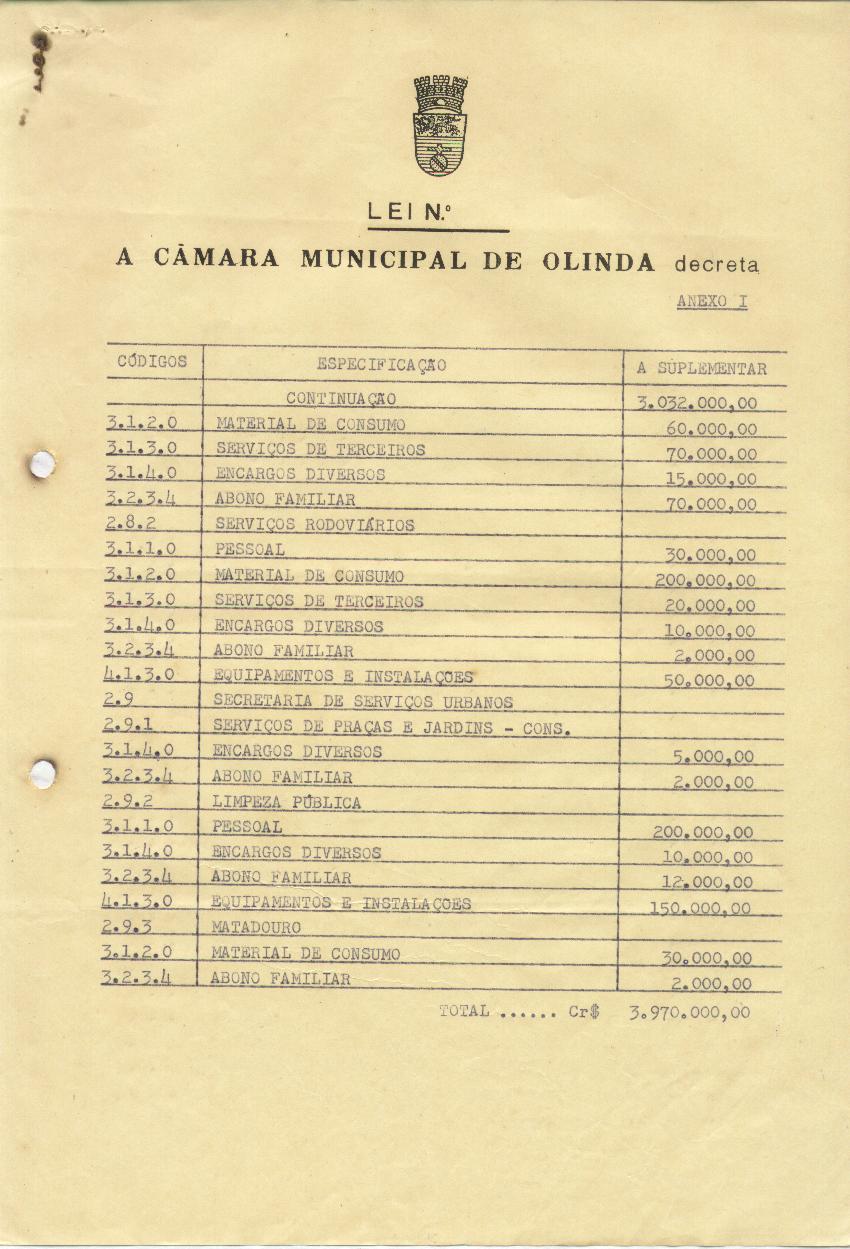 LEI N.º
A CÂMARA MUNICIPAL DE OLINDA decreta
ANEXO I
CÓDIGOS ESPECIFICAÇÃO A SUPLEMENTAR
CONTINUAÇÃO 3.032.000,00
3.1.2.0 MATERIAL DE CONSUMO 60.000,00
3.1.3.0 SERVIÇOS DE TERCEIROS 70.000,00
3.1.4.0 ENCARGOS DIVERSOS 15.000,00
3.2.3.4 ABONO FAMILIAR 70.000,00
2.8.2 SERVIÇOS RODOVIÁRIOS
3.1.1.0 PESSOAL 30.000,00
3.1.2.0 MATERIAL DE CONSUMO 200.000,00
3.1.3.0 SERVIÇOS DE TERCEIROS 20.000,00
3.1.4.0 ENCARGOS DIVERSOS 10.000,00
3.2.3.4 ABONO FAMILIAR 2.000,00
4.1.3.0 EQUIPAMENTOS E INSTALAÇOES 50.000,00
2.9 SECRETARIA DE SERVIÇOS URBANOS
2.9.1 SERVIÇOS DE PRAÇAS E JARDINS - CONS.
3.1.4.0 ENCARGOS DIVERSOS 5.000,00
3.2.3.4 ABONO FAMILIAR 2.000,00
2.9.2 LIMPEZA PÚBLICA
3.1.1.0 PESSOAL 200.000,00
3.1.4.0 ENCARGOS DIVERSOS 10.000,00
3.2.3.4 ABONO FAMILIAR 12.000,00
4.1.3.0 EQUIPAMENTOS E INSTALAÇOES 150.000,00
2.9.3 MATADOURO
3.1.2.0 MATERIAL DE CONSUMO 30.000,00
3.2.3.4 ABONO FAMILIAR 2.000,00
TOTAL ...... Cr$ 3.970.000,00